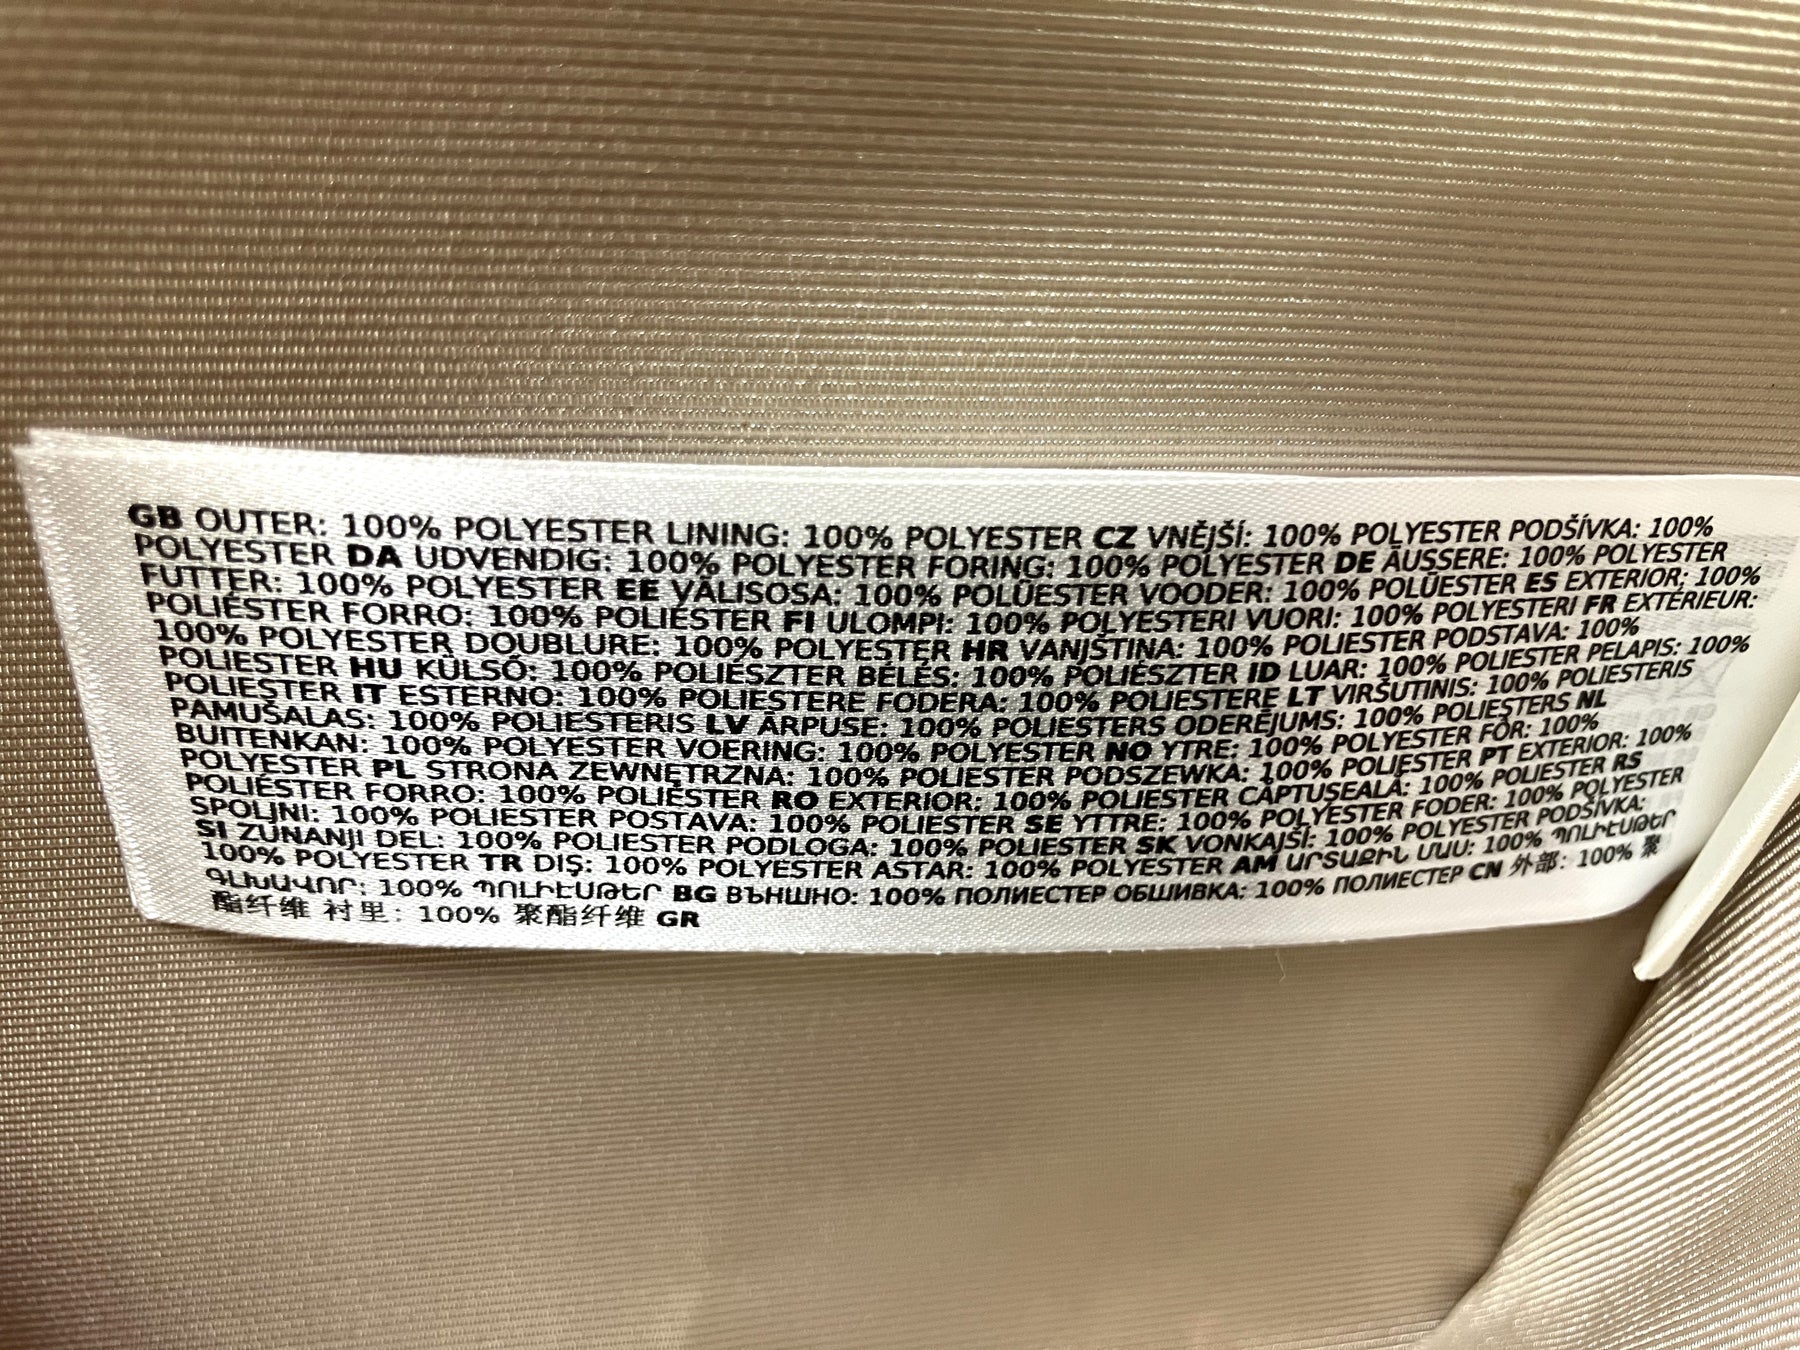 GB OUTER: 100% POLYESTER LINING: 100% POLYESTER CZ VNĚJŠÍ: 100% POLYESTER PODŠÍVKA: 100%
POLYESTER DA UDVENDIG: 100% POLYESTER FORING: 100% POLYESTER DE ÄUSSERE: 100% POLYESTER
FUTTER: 100% POLYESTER EE VÄLISOSA: 100% POLÜESTER VOODER: 100% POLÜESTER ES EXTERIOR: 100%
POLIÉSTER FORRO: 100% POLIÉSTER FI ULOMPI: 100% POLYESTERI VUORI: 100% POLYESTERI FR EXTÉRIEUR:
100% POLYESTER DOUBLURE: 100% POLYESTER HR VANJŠTINA: 100% POLIESTER PODSTAVA: 100%
POLIESTER HU KÜLSŐ: 100% POLIÉSZTER BÉLÉS: 100% POLIÉSZTER ID LUAR: 100% POLIESTER PELAPIS: 100%
POLIESTER IT ESTERNO: 100% POLIESTERE FODERA: 100% POLIESTERE LT VIRŠUTINIS: 100% POLIESTERIS
PAMUŠALAS: 100% POLIESTERIS LV ĀRPUSE: 100% POLIESTERS ODERĒJUMS: 100% POLIESTERS NL
BUITENKAN: 100% POLYESTER VOERING: 100% POLYESTER NO YTRE: 100% POLYESTER FÔR: 100%
POLYESTER PL STRONA ZEWNĘTRZNA: 100% POLIESTER PODSZEWKA: 100% POLIESTER PT EXTERIOR: 100%
POLIÉSTER FORRO: 100% POLIÉSTER RO EXTERIOR: 100% POLIESTER CĂPTUȘEALĂ: 100% POLIESTER RS
SPOLJNI: 100% POLIESTER POSTAVA: 100% POLIESTER SE YTTRE: 100% POLYESTER FODER: 100% POLYESTER
SI ZUNANJI DEL: 100% POLIESTER PODLOGA: 100% POLIESTER SK VONKAJŠÍ: 100% POLYESTER PODŠÍVKA:
100% POLYESTER TR DIŞ: 100% POLYESTER ASTAR: 100% POLYESTER AM ԱՐՏԱՔԻՆ ՄԱՍ: 100% ՊՈԼԻԷՍԹԵՐ
ԳԼԽԱՎՈՐ: 100% ՊՈԼԻԷՍԹԵՐ BG ВЪНШНО: 100% ПОЛИЕСТЕР ОБШИВКА: 100% ПОЛИЕСТЕР CN 外部: 100% 聚
酯纤维 衬里: 100% 聚酯纤维 GR